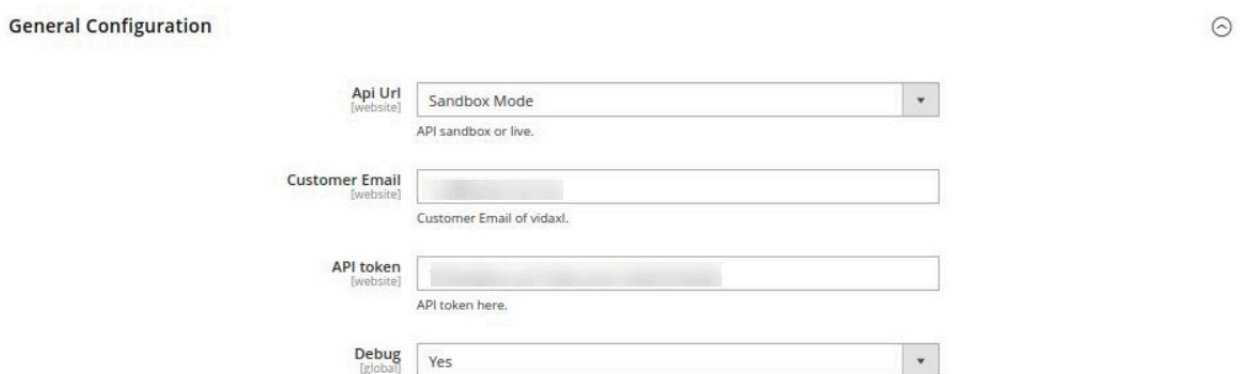 General Configuration
Api Url
[website]
Sandbox Mode
API sandbox or live.
Customer Email
[website]
Customer Email of vidaxl.
API token
[website]
API token here.
Debug
[global]
Yes